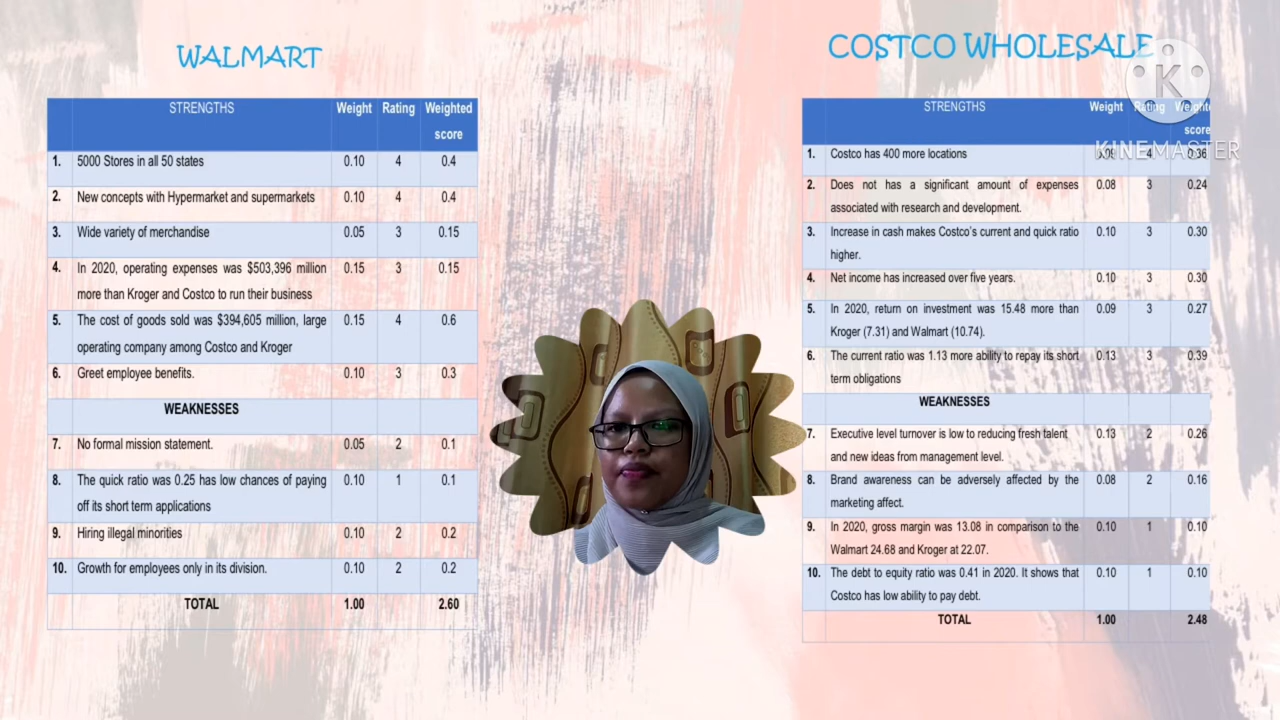 WALMART
STRENGTHS Weight Rating Weighted
score
1. 5000 Stores in all 50 states 0.10 4 0.4
2. New concepts with Hypermarket and supermarkets 0.10 4 0.4
3. Wide variety of merchandise 0.05 3 0.15
4. In 2020, operating expenses was $503,396 million 0.15 3 0.15
more than Kroger and Costco to run their business
5. The cost of goods sold was $394,605 million, large 0.15 4 0.6
operating company among Costco and Kroger
6. Greet employee benefits. 0.10 3 0.3
WEAKNESSES
7. No formal mission statement. 0.05 2 0.1
8. The quick ratio was 0.25 has low chances of paying 0.10 1 0.1
off its short term applications
9. Hiring illegal minorities 0.10 2 0.2
10. Growth for employees only in its division. 0.10 2 0.2
TOTAL 1.00 2.60
COSTCO WHOLESALE
STRENGTHS Weight Rating Weighte
score
1. Costco has 400 more locations 0.09 4 0.36
2. Does not has a significant amount of expenses 0.08 3 0.24
associated with research and development.
3. Increase in cash makes Costco's current and quick ratio 0.10 3 0.30
higher.
4. Net income has increased over five years. 0.10 3 0.30
5. In 2020, return on investment was 15.48 more than 0.09 3 0.27
Kroger (7.31) and Walmart (10.74).
6. The current ratio was 1.13 more ability to repay its short 0.13 3 0.39
term obligations
WEAKNESSES
7. Executive level turnover is low to reducing fresh talent 0.13 2 0.26
and new ideas from management level.
8. Brand awareness can be adversely affected by the 0.08 2 0.16
marketing affect.
9. In 2020, gross margin was 13.08 in comparison to the 0.10 1 0.10
Walmart 24.68 and Kroger at 22.07.
10. The debt to equity ratio was 0.41 in 2020. It shows that 0.10 1 0.10
Costco has low ability to pay debt.
TOTAL 1.00 2.48
K
KINEMASTER